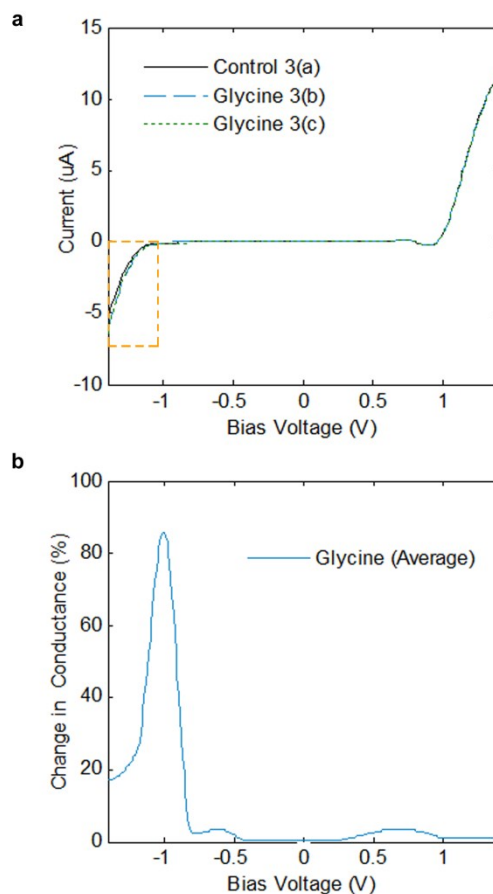 a
15
10
5
0
-5
-10
Current (uA)
Control 3(a)
Glycine 3(b)
Glycine 3(c)
-1 -0.5 0 0.5 1
Bias Voltage (V)
b
100
80
60
40
20
0
Change in Conductance (%)
Glycine (Average)
-1 -0.5 0 0.5 1
Bias Voltage (V)